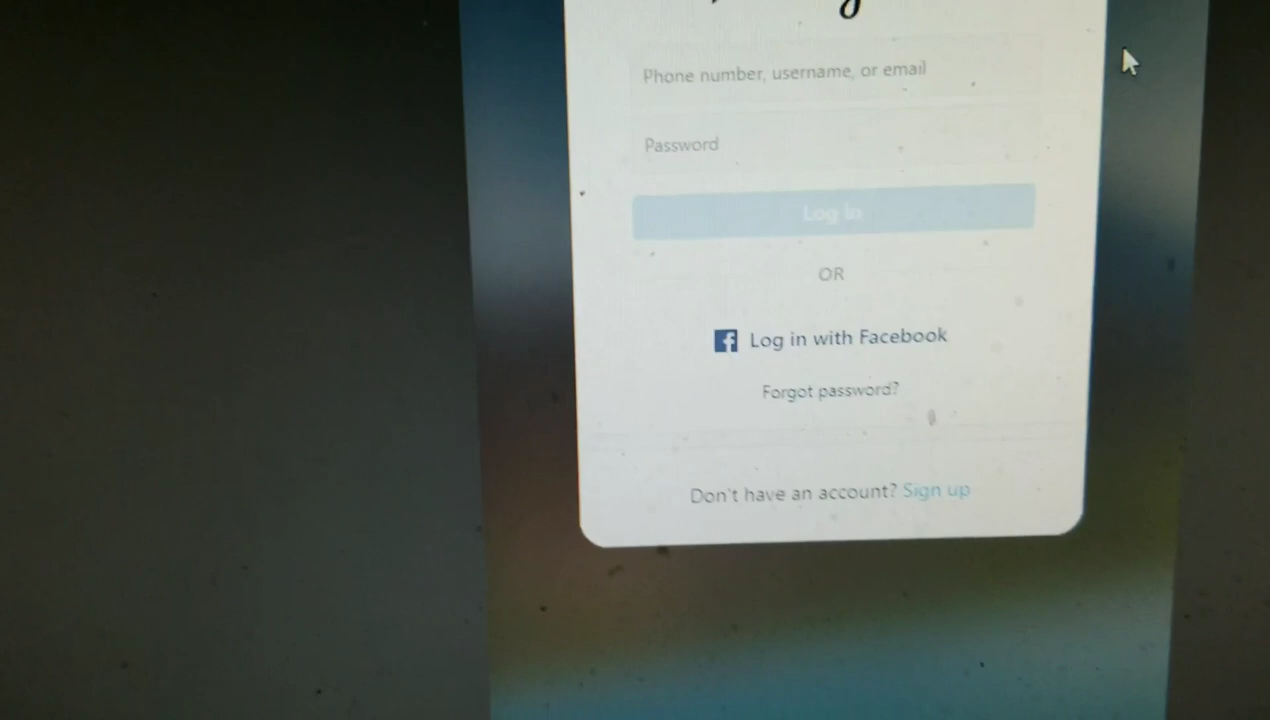 Phone number, username, or email
Password
Log in
OR
Log in with Facebook
Forgot password?
Don't have an account? Sign up